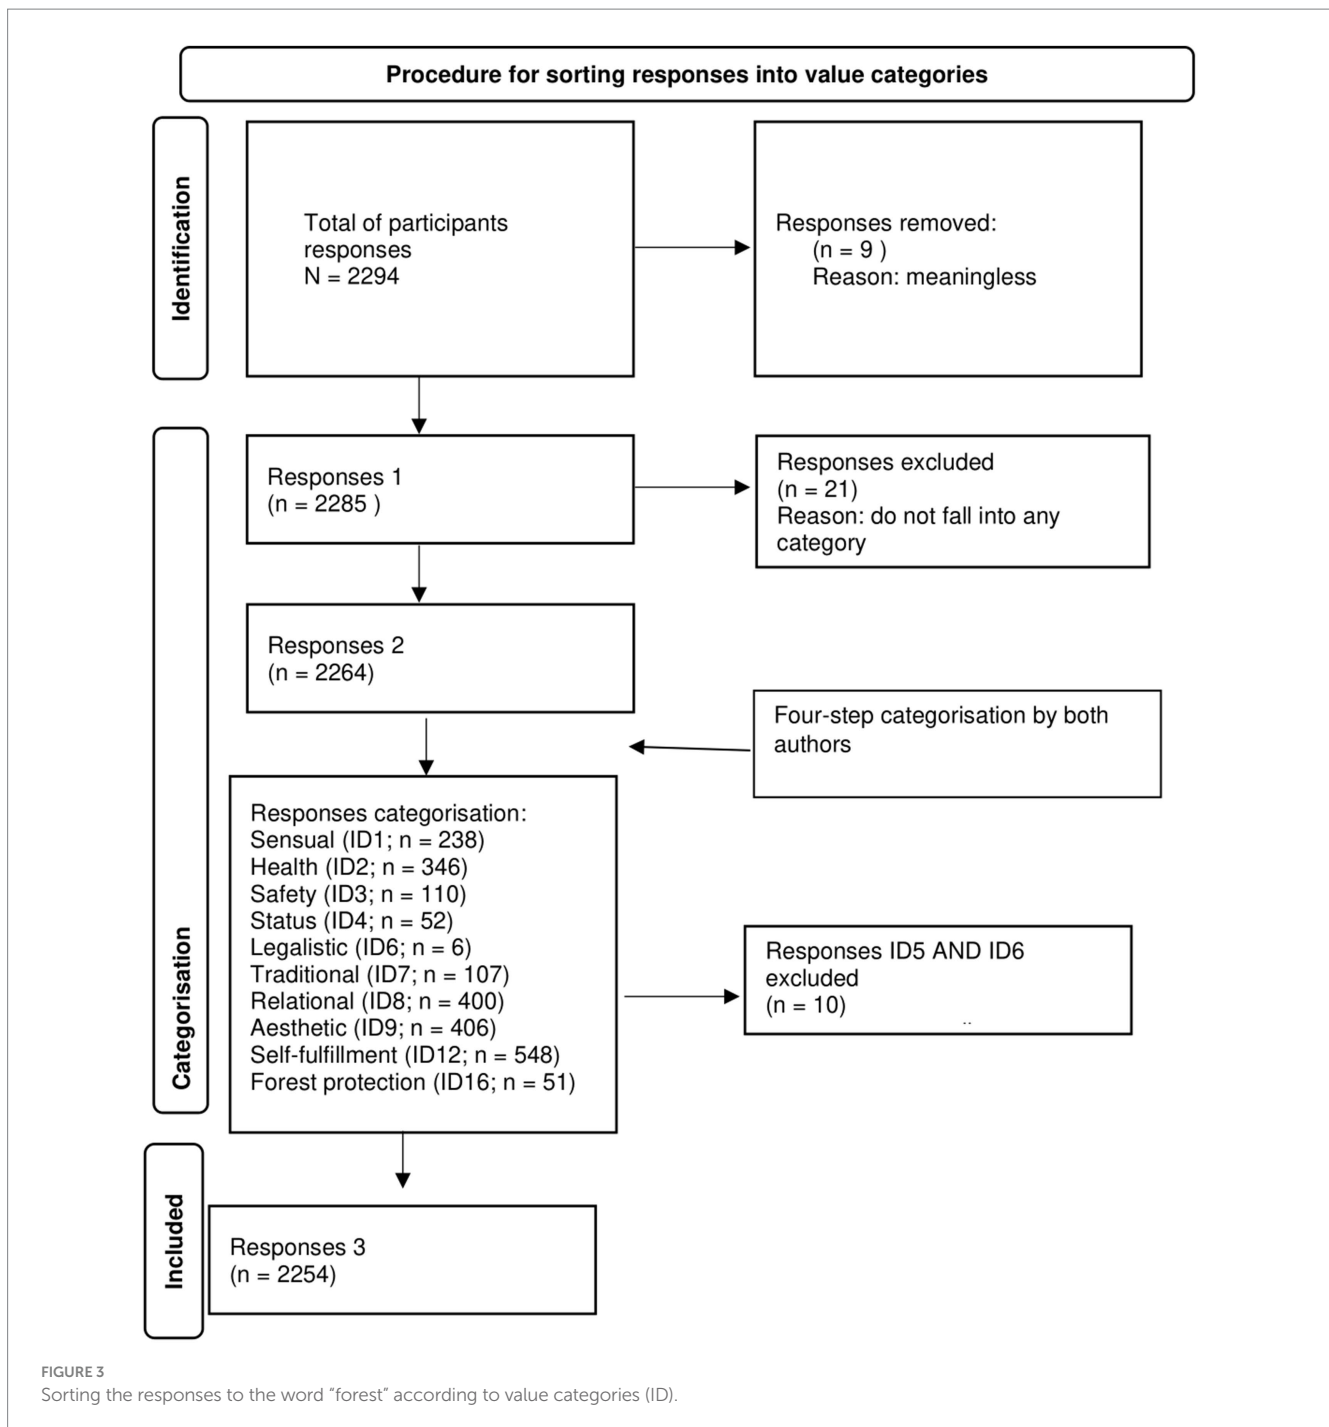 Procedure for sorting responses into value categories
Identification
Total of participants
responses
N = 2294
Responses removed:
(n = 9 )
Reason: meaningless
Categorisation
Responses 1
(n = 2285 )
Responses excluded
(n = 21)
Reason: do not fall into any
category
Responses 2
(n = 2264)
Four-step categorisation by both
authors
Responses categorisation:
Sensual (ID1; n = 238)
Health (ID2; n = 346)
Safety (ID3; n = 110)
Status (ID4; n = 52)
Legalistic (ID6; n = 6)
Traditional (ID7; n = 107)
Relational (ID8; n = 400)
Aesthetic (ID9; n = 406)
Self-fulfillment (ID12; n = 548)
Forest protection (ID16; n = 51)
Responses ID5 AND ID6
excluded
(n = 10)
Included
Responses 3
(n = 2254)
FIGURE 3
Sorting the responses to the word “forest” according to value categories (ID).